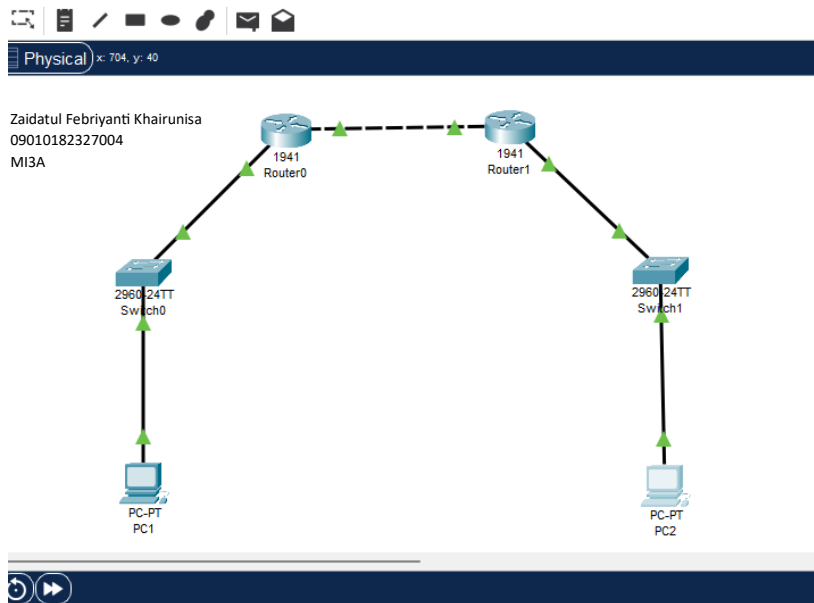 Physical x: 704, y: 40
Zaidatul Febriyanti Khairunisa
09010182327004
MI3A
1941
Router0
1941
Router1
2960-24TT
Switch0
2960-24TT
Switch1
PC-PT
PC1
PC-PT
PC2